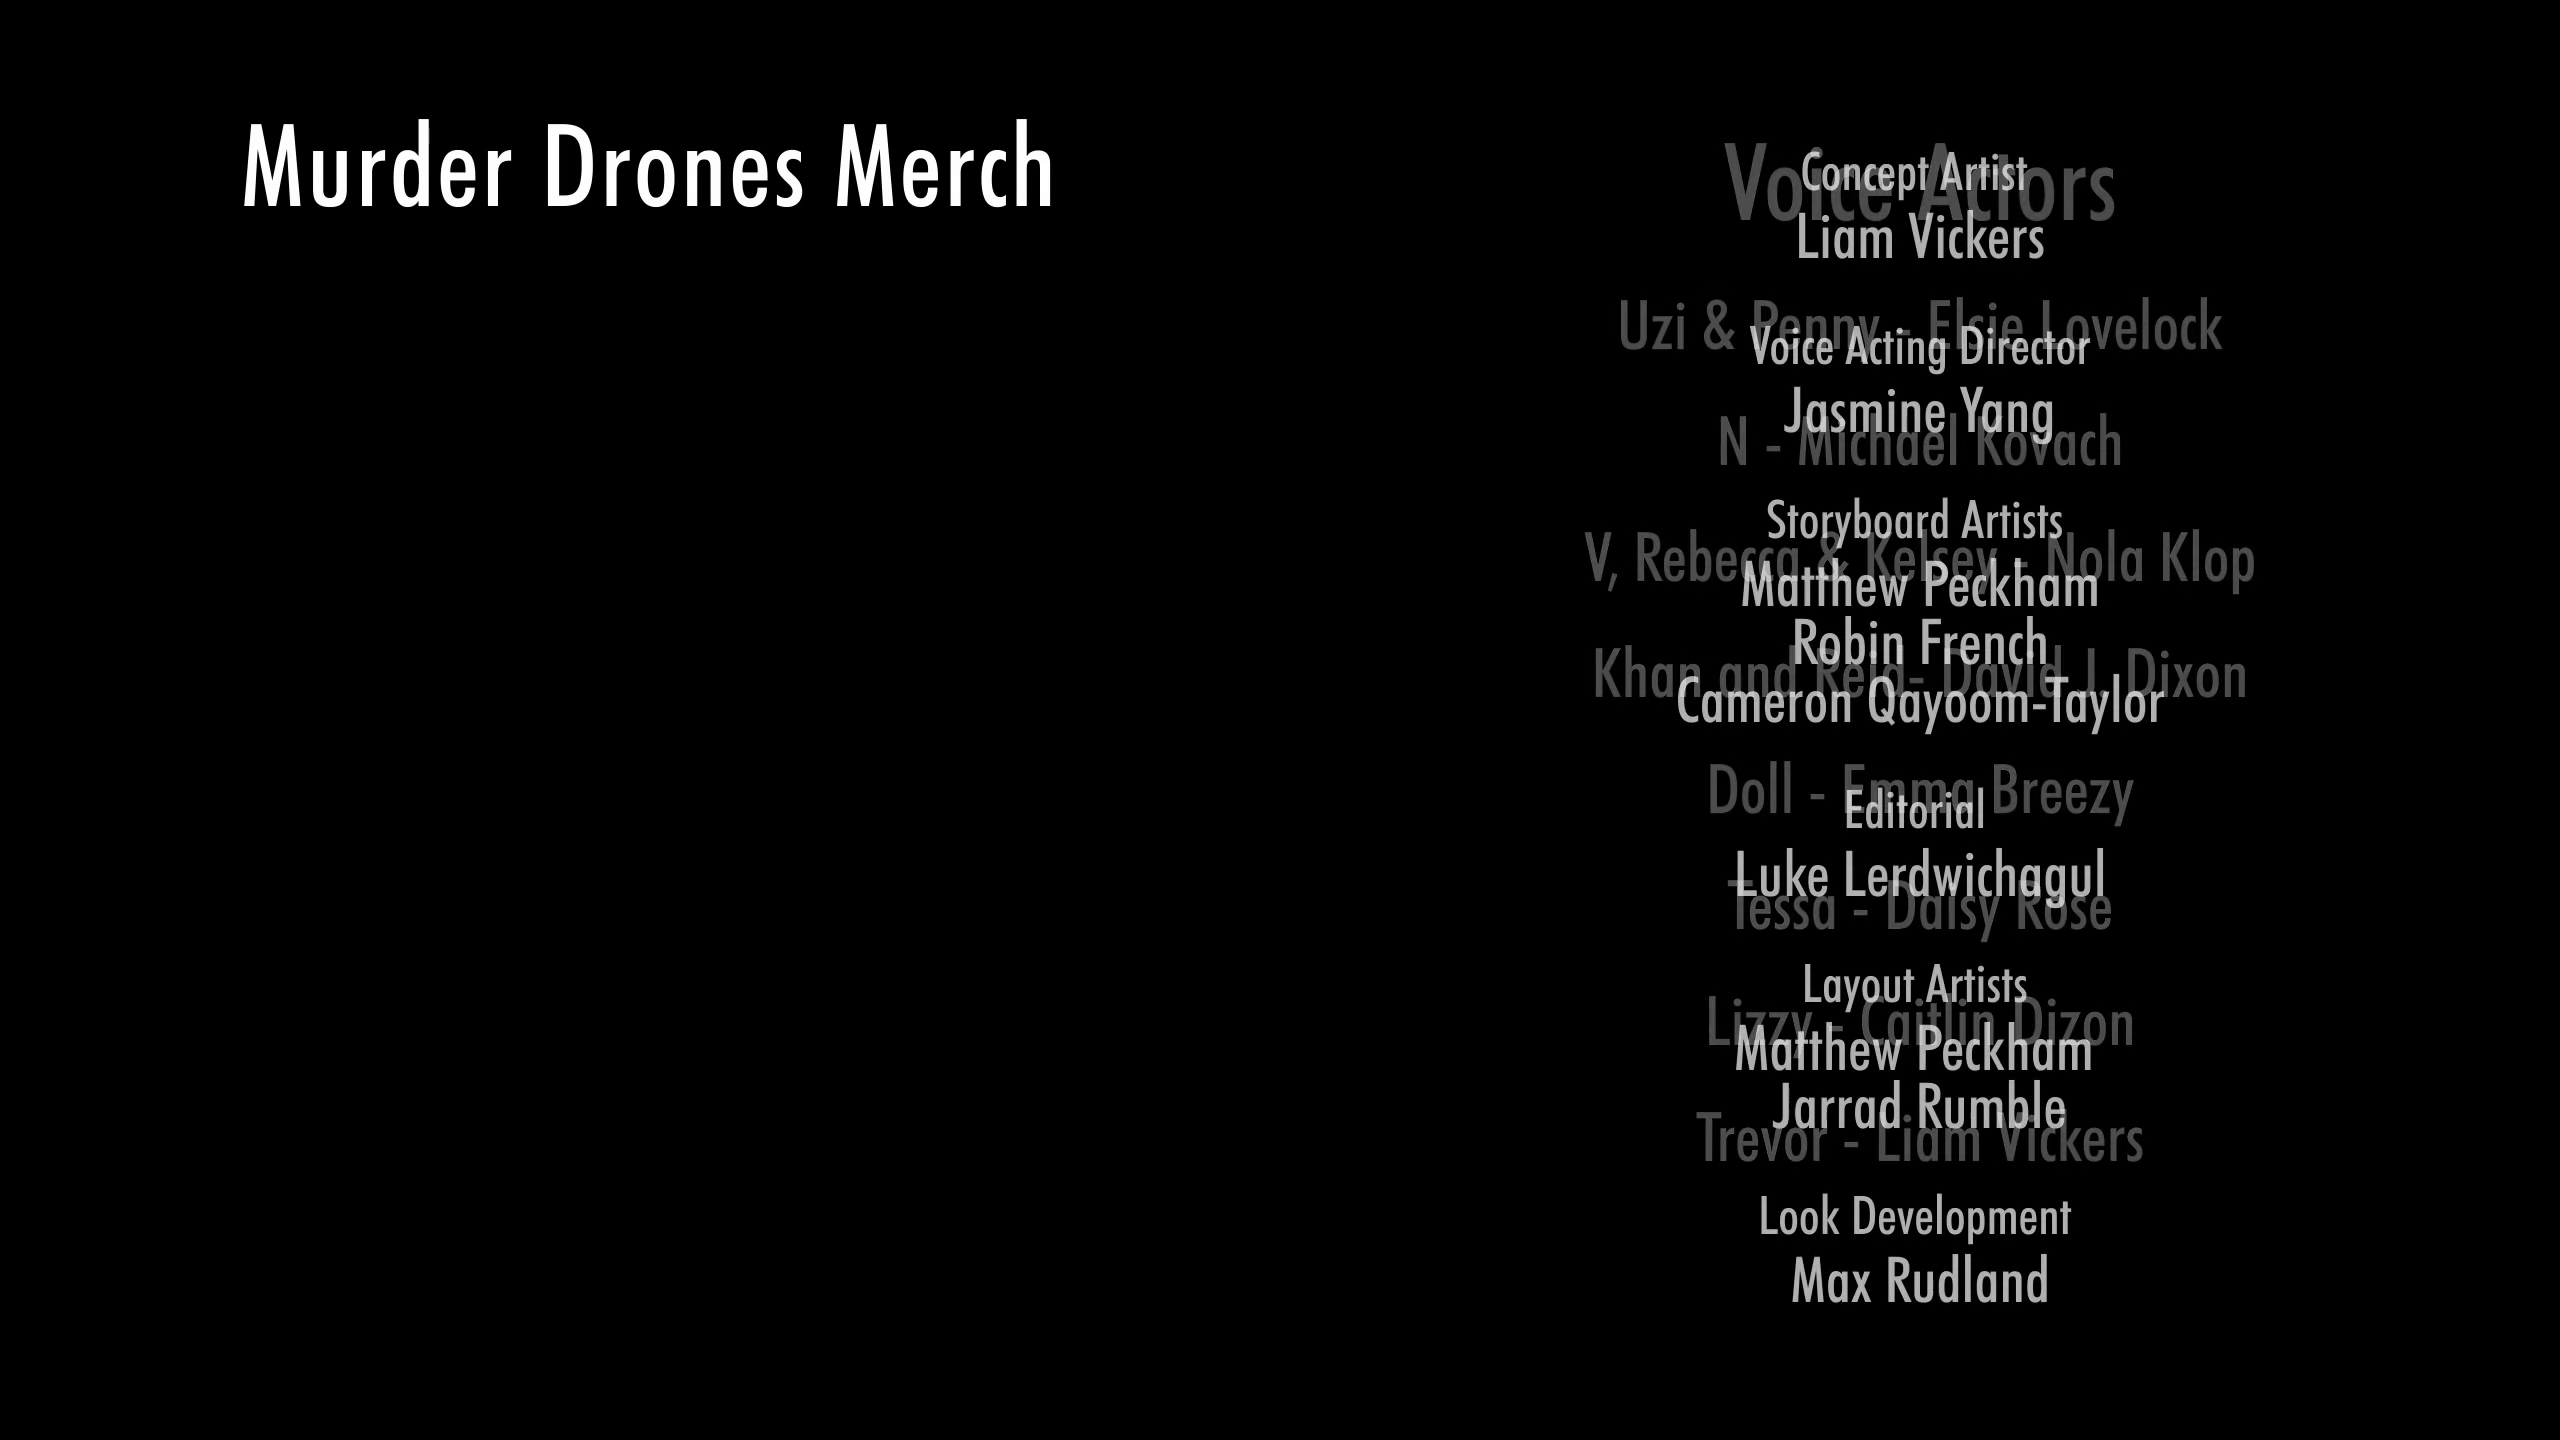 Murder Drones Merch
Voice Actors
Uzi & Penny - Elsie Lovelock
N - Michael Kovach
V, Rebecca & Kelsey - Nola Klop
Khan and Reid- David J. Dixon
Doll - Emma Breezy
Tessa - Daisy Rose
Lizzy - Caitlin Dizon
Trevor - Liam Vickers
Concept Artist
Liam Vickers
Voice Acting Director
Jasmine Yang
Storyboard Artists
Matthew Peckham
Robin French
Cameron Qayoom-Taylor
Editorial
Luke Lerdwichagul
Layout Artists
Matthew Peckham
Jarrad Rumble
Look Development
Max Rudland